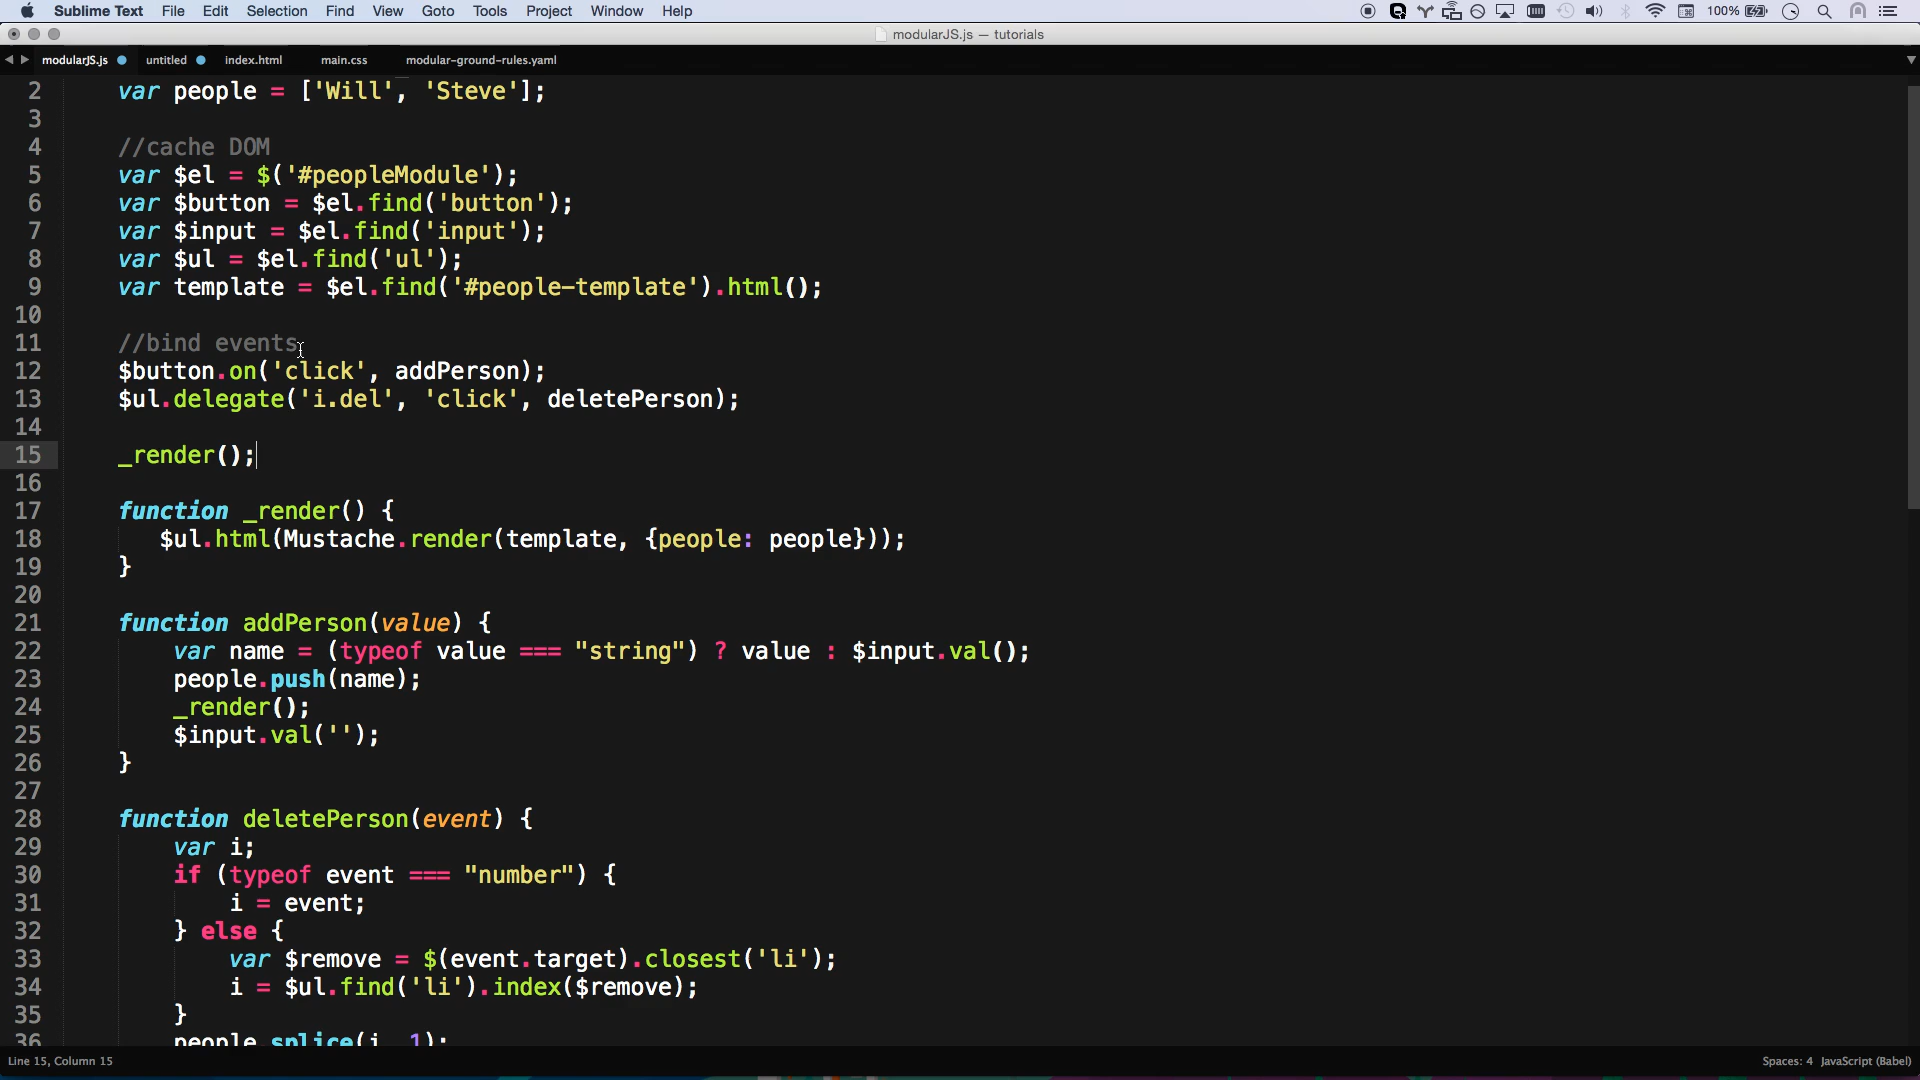 Sublime Text File Edit Selection Find View Goto Tools Project Window Help 100%
modularJS.js — tutorials
modularJS.js untitled index.html main.css modular-ground-rules.yaml
2 var people = ['Will', 'Steve'];
3
4 //cache DOM
5 var $el = $('#peopleModule');
6 var $button = $el.find('button');
7 var $input = $el.find('input');
8 var $ul = $el.find('ul');
9 var template = $el.find('#people-template').html();
10
11 //bind events
12 $button.on('click', addPerson);
13 $ul.delegate('i.del', 'click', deletePerson);
14
15 _render();
16
17 function _render() {
18 $ul.html(Mustache.render(template, {people: people}));
19 }
20
21 function addPerson(value) {
22 var name = (typeof value === "string") ? value : $input.val();
23 people.push(name);
24 _render();
25 $input.val('');
26 }
27
28 function deletePerson(event) {
29 var i;
30 if (typeof event === "number") {
31 i = event;
32 } else {
33 var $remove = $(event.target).closest('li');
34 i = $ul.find('li').index($remove);
35 }
36 people.splice(i, 1);
Line 15, Column 15 Spaces: 4 JavaScript (Babel)